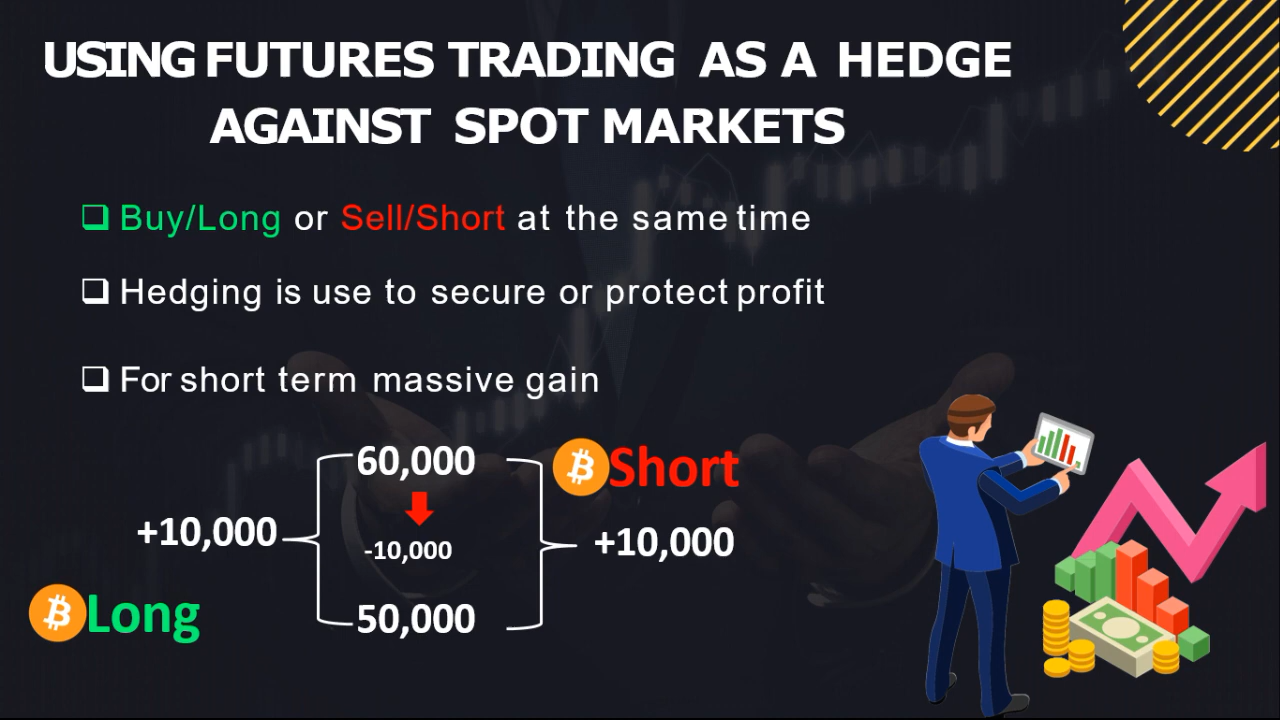 USING FUTURES TRADING AS A HEDGE
AGAINST SPOT MARKETS
Buy/Long or Sell/Short at the same time
Hedging is use to secure or protect profit
For short term massive gain
60,000
Short
+10,000
-10,000
+10,000
50,000
Long